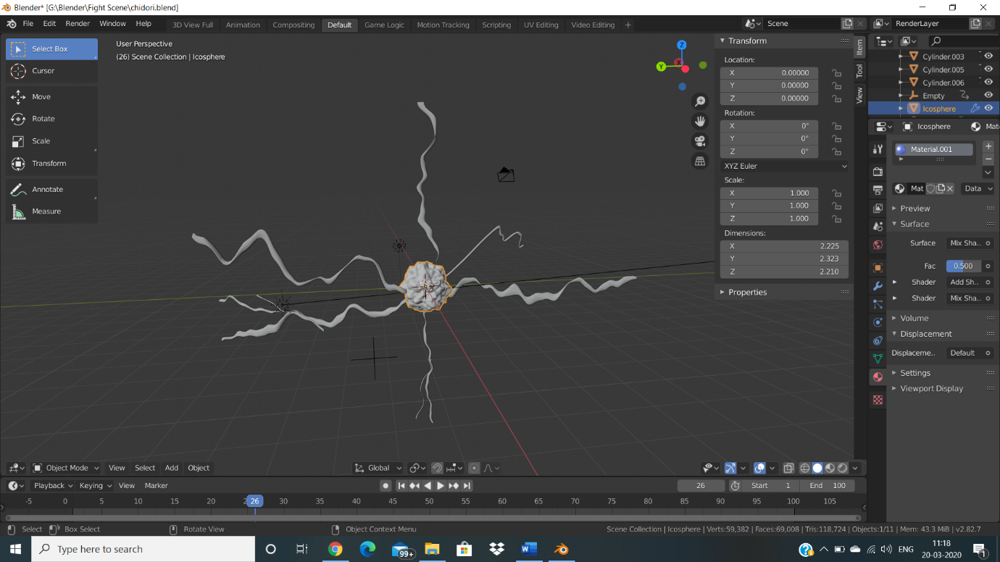 Blender* [G:\Blender\Fight Scene\chidori.blend]
File Edit Render Window Help 3D View Full Animation Compositing Default Game Logic Motion Tracking Scripting UV Editing Video Editing + Scene RenderLayer
User Perspective
(26) Scene Collection | Icosphere
Select Box
Cursor
Move
Rotate
Scale
Transform
Annotate
Measure
Z
Y
X
Transform
Location:
X 0.00000
Y 0.00000
Z 0.00000
Rotation:
X 0°
Y 0°
Z 0°
XYZ Euler
Scale:
X 1.000
Y 1.000
Z 1.000
Dimensions:
X 2.225
Y 2.323
Z 2.210
Properties
Item
Tool
View
Cylinder.003
Cylinder.005
Cylinder.006
Empty
Icosphere
Icosphere Mat
Material.001
Mat Data
Preview
Surface
Surface Mix Sha..
Fac 0.500
Shader Add Sh..
Shader Mix Sha..
Volume
Displacement
Displaceme.. Default
Settings
Viewport Display
Object Mode View Select Add Object Global
Playback Keying View Marker 26 Start 1 End 100
-5 0 5 10 15 20 26 30 35 40 45 50 55 60 65 70 75 80 85 90 95 100 105
Select Box Select Rotate View Object Context Menu Scene Collection | Icosphere | Verts:59,382 | Faces:69,008 | Tris:118,724 | Objects:1/11 | Mem: 43.3 MiB | v2.82.7
Type here to search 99+ ENG 11:18
20-03-2020 1